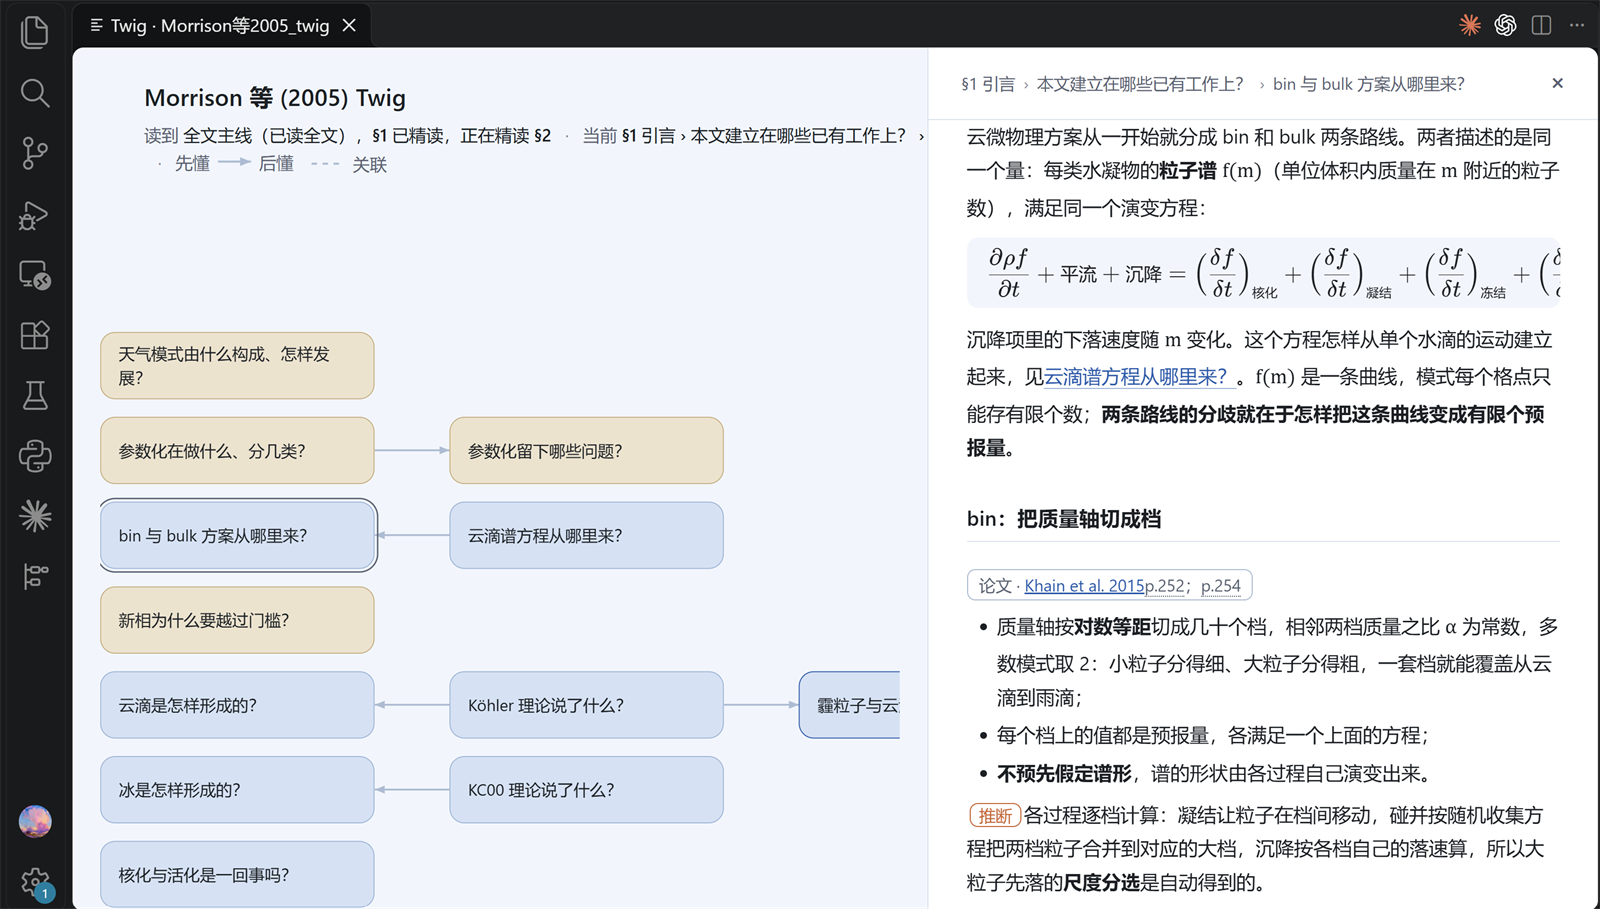 Twig · Morrison等2005_twig
Morrison 等 (2005) Twig
读到 全文主线（已读全文），§1 已精读，正在精读 §2 · 当前 §1 引言 › 本文建立在哪些已有工作上？ ›
· 先懂 后懂 关联
天气模式由什么构成、怎样发
展？
参数化在做什么、分几类？
参数化留下哪些问题？
bin 与 bulk 方案从哪里来？
云滴谱方程从哪里来？
新相为什么要越过门槛？
云滴是怎样形成的？
Köhler 理论说了什么？
霾粒子与云
冰是怎样形成的？
KC00 理论说了什么？
核化与活化是一回事吗？
1
§1 引言 › 本文建立在哪些已有工作上？ › bin 与 bulk 方案从哪里来？
云微物理方案从一开始就分成 bin 和 bulk 两条路线。两者描述的是同
一个量：每类水凝物的粒子谱 f(m)（单位体积内质量在 m 附近的粒子
数），满足同一个演变方程：
∂ρf/∂t + 平流 + 沉降 = (δf/δt)核化 + (δf/δt)凝结 + (δf/δt)冻结 + (
沉降项里的下落速度随 m 变化。这个方程怎样从单个水滴的运动建立
起来，见云滴谱方程从哪里来？。f(m) 是一条曲线，模式每个格点只
能存有限个数；两条路线的分歧就在于怎样把这条曲线变成有限个预
报量。
bin：把质量轴切成档
论文 · Khain et al. 2015p.252；p.254
• 质量轴按对数等距切成几十个档，相邻两档质量之比 α 为常数，多
数模式取 2：小粒子分得细、大粒子分得粗，一套档就能覆盖从云
滴到雨滴；
• 每个档上的值都是预报量，各满足一个上面的方程；
• 不预先假定谱形，谱的形状由各过程自己演变出来。
推断 各过程逐档计算：凝结让粒子在档间移动，碰并按随机收集方
程把两档粒子合并到对应的大档，沉降按各档自己的落速算，所以大
粒子先落的尺度分选是自动得到的。